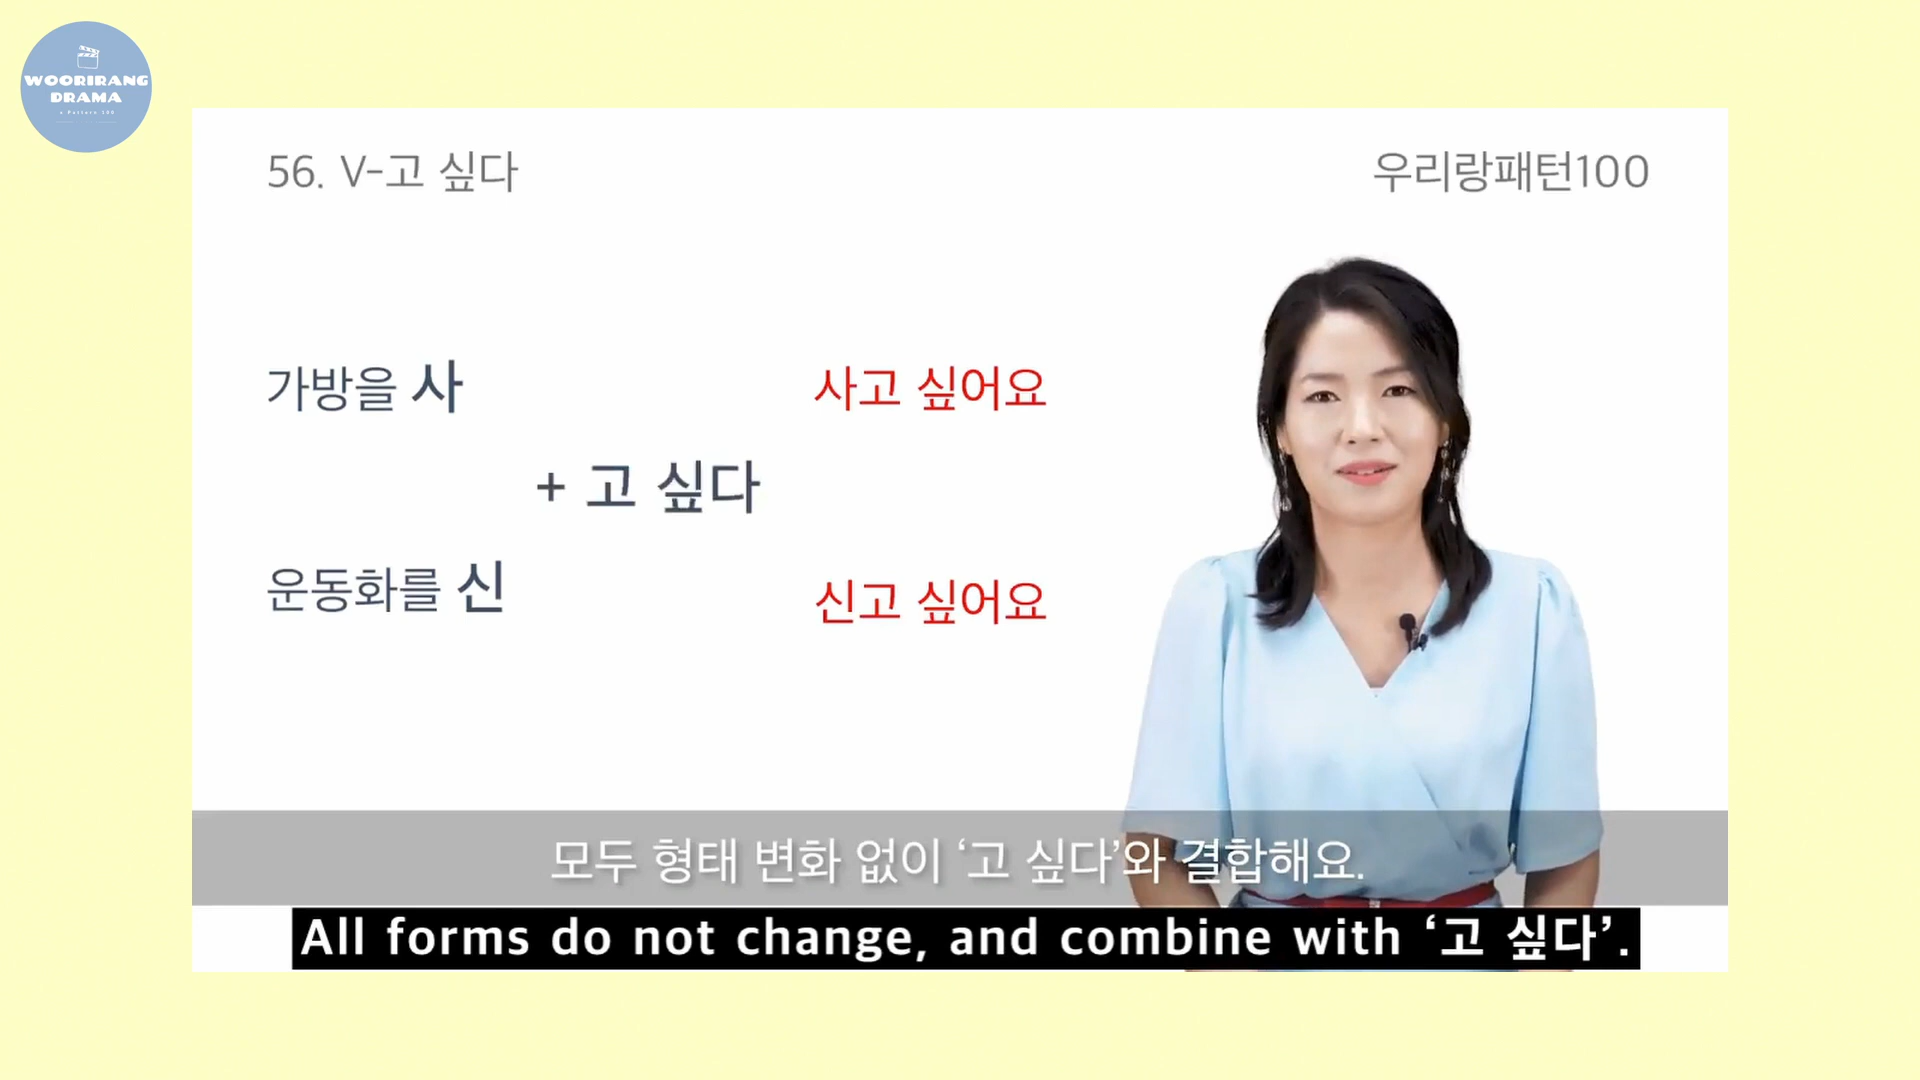 WOORIRANG
DRAMA
x Pattern 100
56. V-고 싶다
우리랑패턴100
가방을 사
사고 싶어요
+ 고 싶다
운동화를 신
신고 싶어요
모두 형태 변화 없이 ‘고 싶다’와 결합해요.
All forms do not change, and combine with ‘고 싶다’.